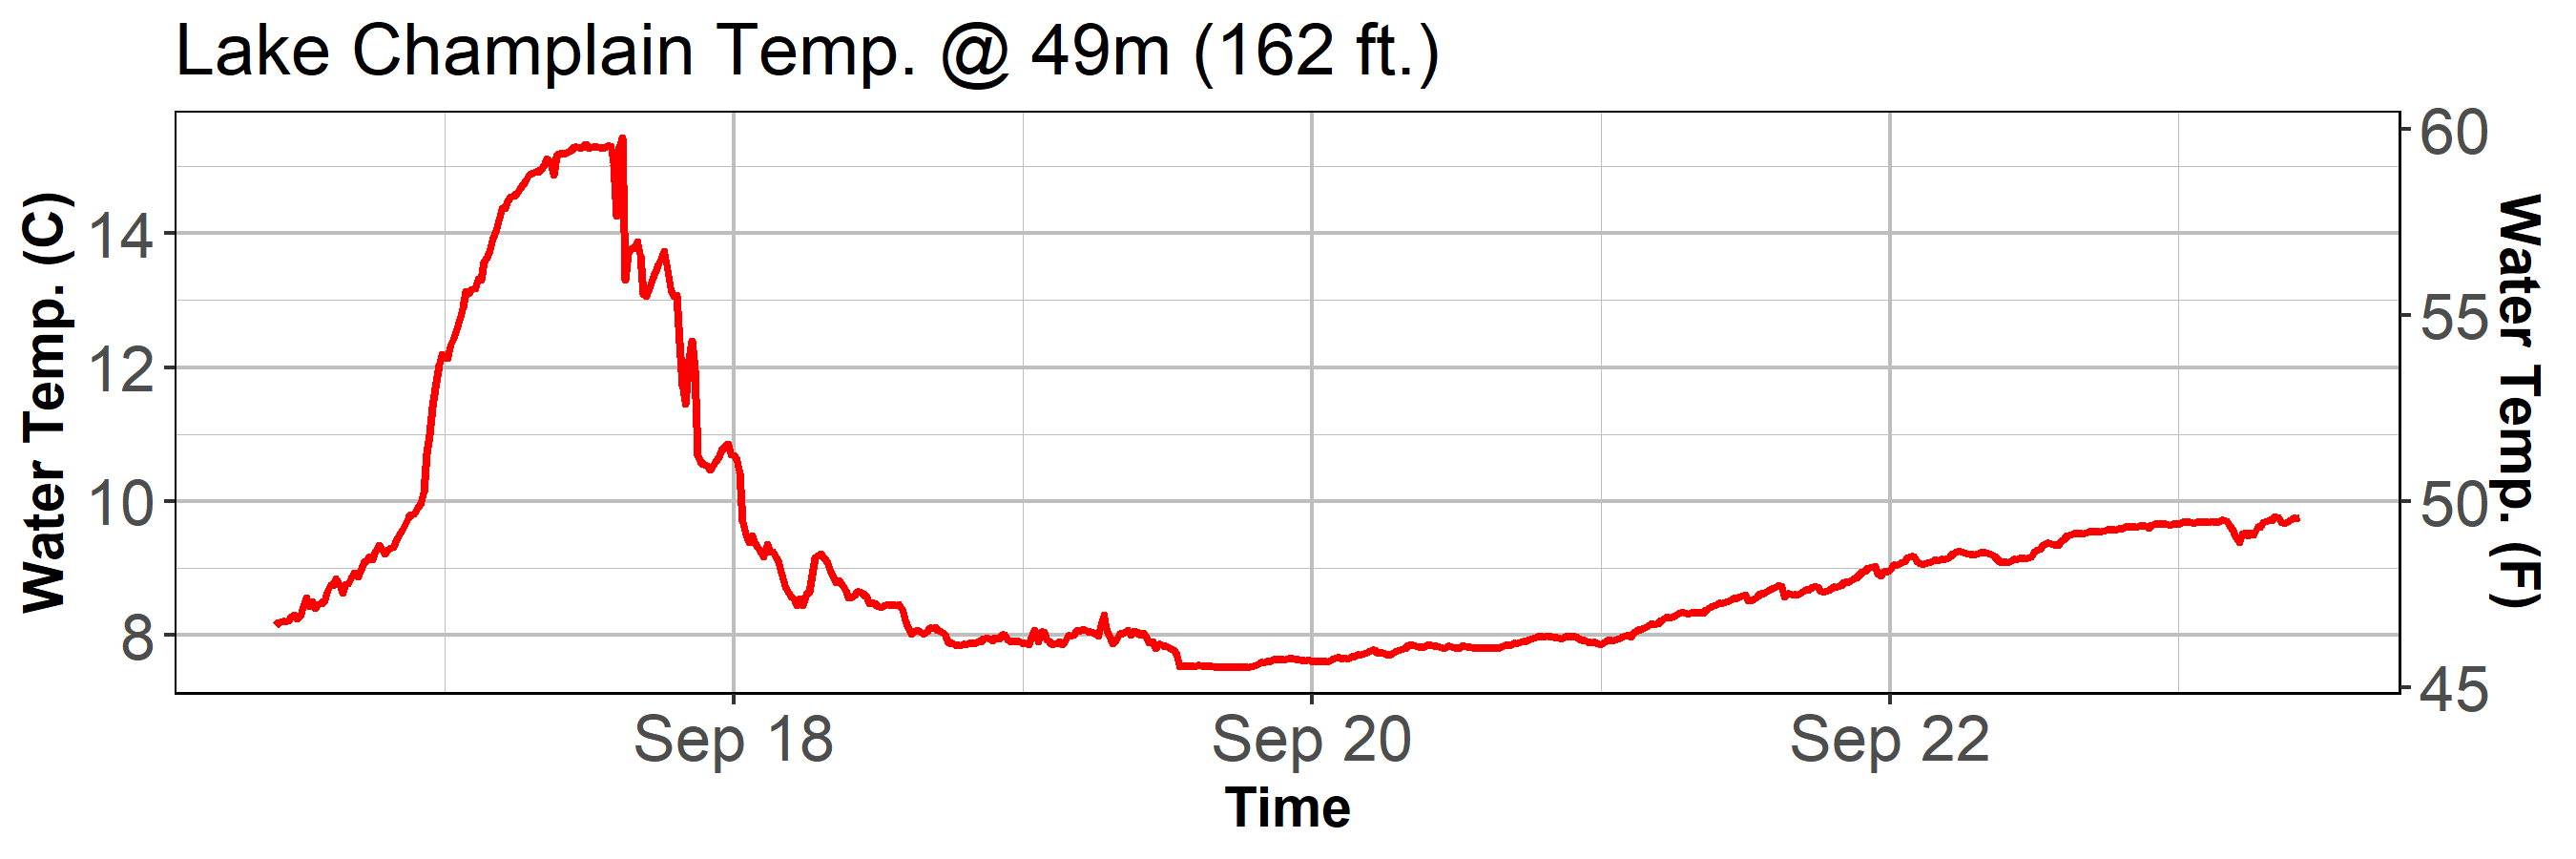 Lake Champlain Temp. @ 49m (162 ft.)
Water Temp. (C)
14
12
10
8
60
55
50
45
Water Temp. (F)
Sep 18
Sep 20
Sep 22
Time